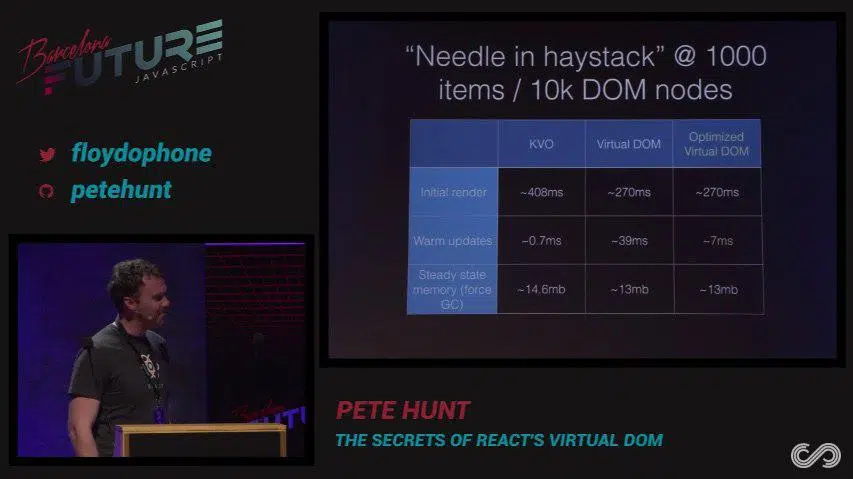 Barcelona
FUTURE
JAVASCRIPT
floydophone
petehunt
“Needle in haystack” @ 1000
items / 10k DOM nodes
KVO
Virtual DOM
Optimized
Virtual DOM
Initial render
~408ms
~270ms
~270ms
Warm updates
~0.7ms
~39ms
~7ms
Steady state
memory (force
GC)
~14.6mb
~13mb
~13mb
Barcelona
FUTU
PETE HUNT
THE SECRETS OF REACT'S VIRTUAL DOM